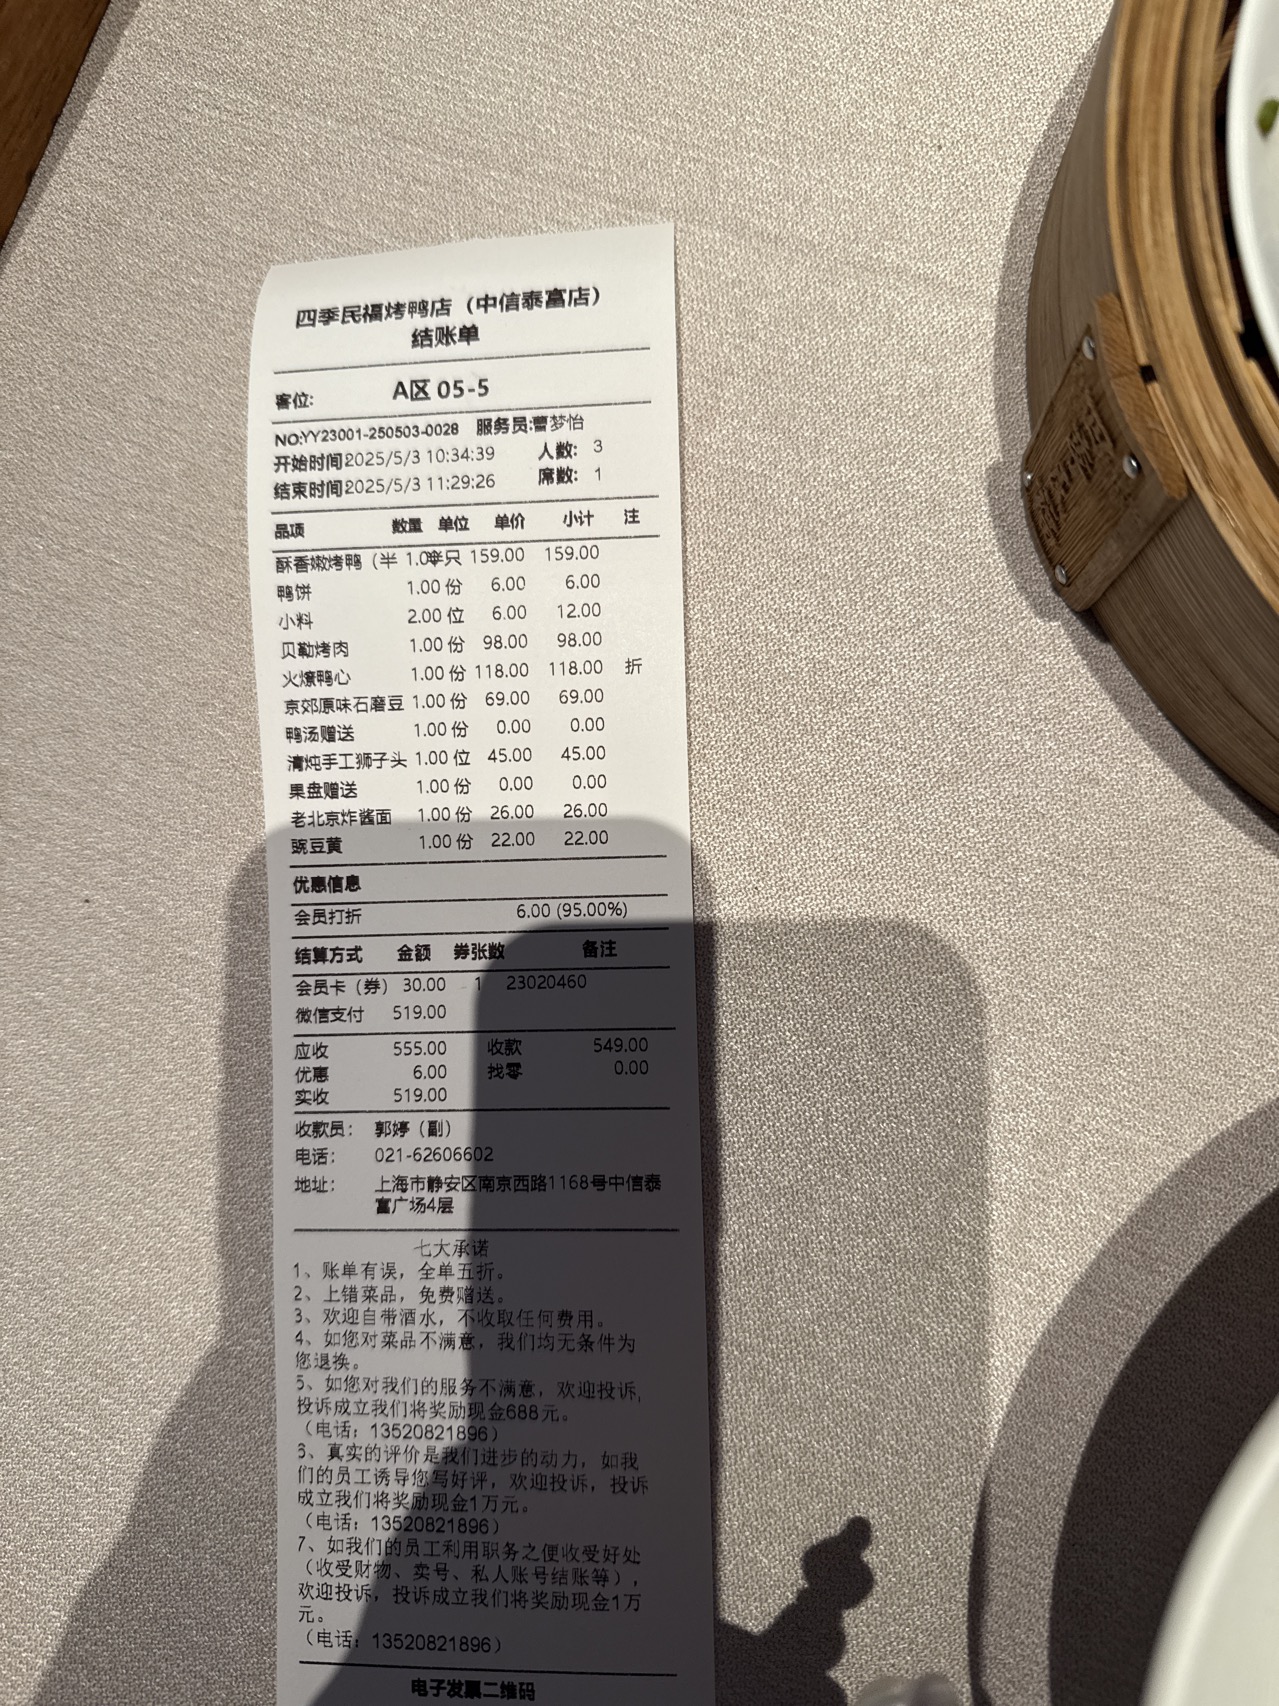 四季民福烤鸭店（中信泰富店）
结账单
客位: A区 05-5
NO:YY23001-250503-0028 服务员:曹梦怡
开始时间2025/5/3 10:34:39 人数: 3
结束时间2025/5/3 11:29:26 席数: 1
品项 数量 单位 单价 小计 注
酥香嫩烤鸭（半 1.00 半只 159.00 159.00
鸭饼 1.00 份 6.00 6.00
小料 2.00 位 6.00 12.00
贝勒烤肉 1.00 份 98.00 98.00
火燎鸭心 1.00 份 118.00 118.00 折
京郊原味石磨豆 1.00 份 69.00 69.00
鸭汤赠送 1.00 份 0.00 0.00
清炖手工狮子头 1.00 位 45.00 45.00
果盘赠送 1.00 份 0.00 0.00
老北京炸酱面 1.00 份 26.00 26.00
豌豆黄 1.00 份 22.00 22.00
优惠信息
会员打折 6.00 (95.00%)
结算方式 金额 券张数 备注
会员卡（券） 30.00 1 23020460
微信支付 519.00
应收 555.00 收款 549.00
优惠 6.00 找零 0.00
实收 519.00
收款员： 郭婷（副）
电话： 021-62606602
地址： 上海市静安区南京西路1168号中信泰
富广场4层
七大承诺
1、账单有误，全单五折。
2、上错菜品，免费赠送。
3、欢迎自带酒水，不收取任何费用。
4、如您对菜品不满意，我们均无条件为
您退换。
5、如您对我们的服务不满意，欢迎投诉，
投诉成立我们将奖励现金688元。
（电话：13520821896）
6、真实的评价是我们进步的动力，如我
们的员工诱导您写好评，欢迎投诉，投诉
成立我们将奖励现金1万元。
（电话：13520821896）
7、如我们的员工利用职务之便收受好处
（收受财物、卖号、私人账号结账等），
欢迎投诉，投诉成立我们将奖励现金1万
元。
（电话：13520821896）
电子发票二维码